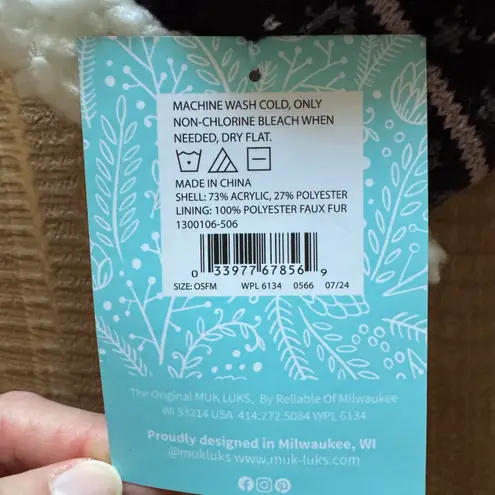 MACHINE WASH COLD, ONLY
NON-CHLORINE BLEACH WHEN
NEEDED, DRY FLAT.
MADE IN CHINA
SHELL: 73% ACRYLIC, 27% POLYESTER
LINING: 100% POLYESTER FAUX FUR
1300106-506
0 33977 67856 9
SIZE: OSFM WPL 6134 0566 07/24
The Original MUK LUKS, By Reliable Of Milwaukee
WI 53214 USA 414.272.5084 WPL 6134
Proudly designed in Milwaukee, WI
@mukluks www.muk-luks.com